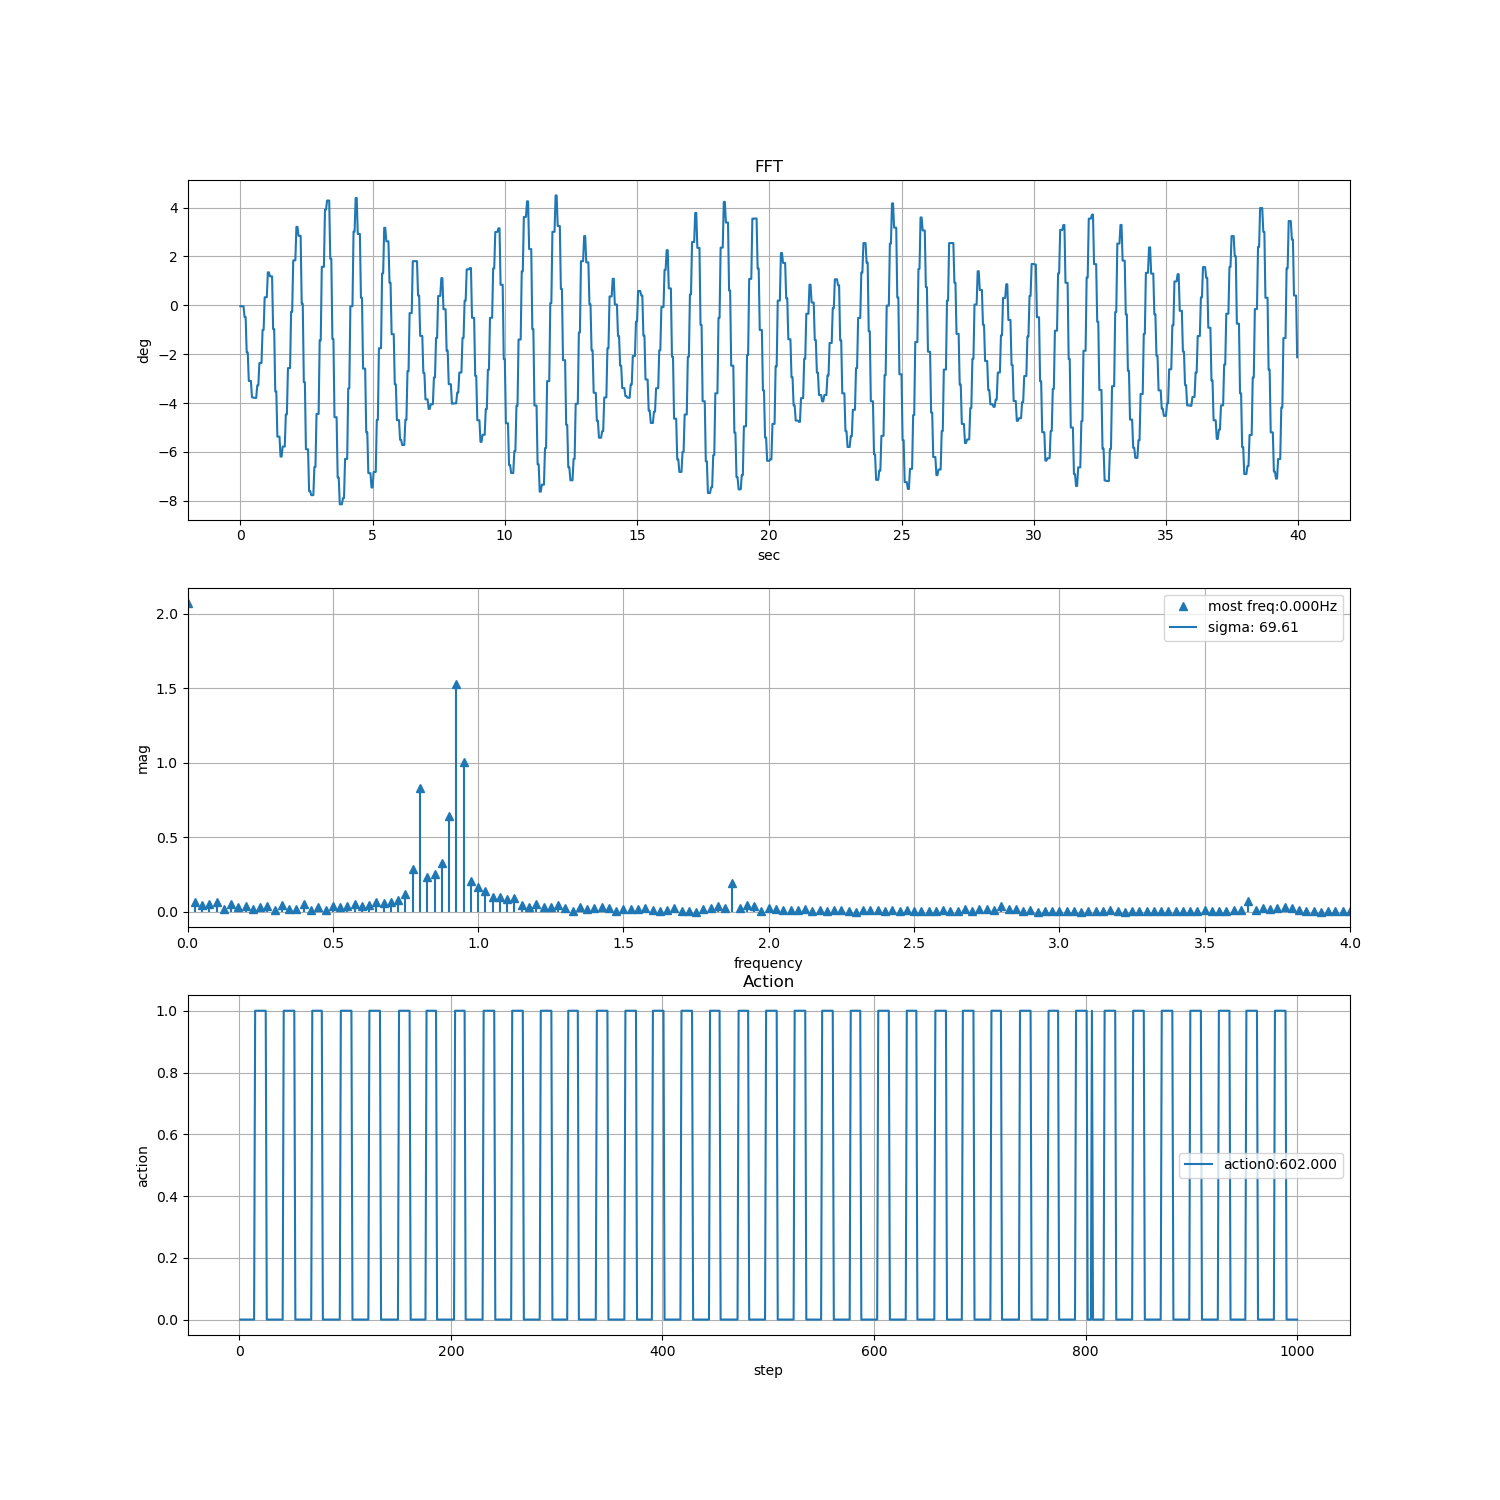 FFT
4
2
0
−2
−4
−6
−8
deg
0 5 10 15 20 25 30 35 40
sec
2.0
1.5
1.0
0.5
0.0
mag
most freq:0.000Hz
sigma: 69.61
0.0 0.5 1.0 1.5 2.0 2.5 3.0 3.5 4.0
frequency
Action
1.0
0.8
0.6
0.4
0.2
0.0
action
action0:602.000
0 200 400 600 800 1000
step